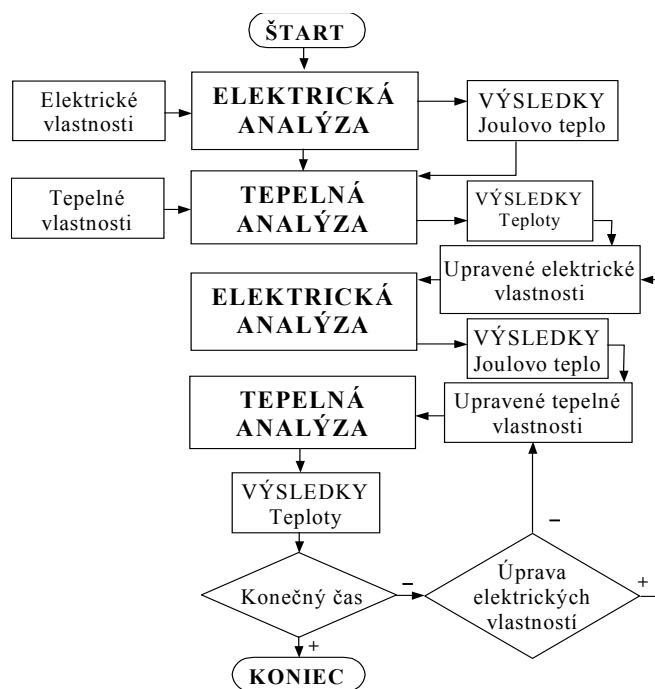 ŠTART
Elektrické
vlastnosti
ELEKTRICKÁ
ANALÝZA
VÝSLEDKY
Joulovo teplo
Tepelné
vlastnosti
TEPELNÁ
ANALÝZA
VÝSLEDKY
Teploty
Upravené elektrické
vlastnosti
ELEKTRICKÁ
ANALÝZA
VÝSLEDKY
Joulovo teplo
TEPELNÁ
ANALÝZA
Upravené tepelné
vlastnosti
VÝSLEDKY
Teploty
–
Konečný čas
–
Úprava
elektrických
vlastností
+
+
KONIEC